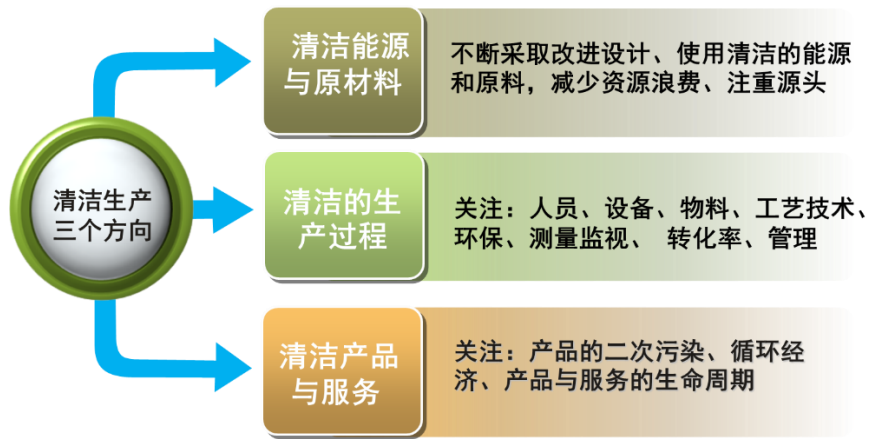 清洁生产
三个方向
清洁能源
与原材料
不断采取改进设计、使用清洁的能源
和原料，减少资源浪费、注重源头
清洁的生
产过程
关注：人员、设备、物料、工艺技术、
环保、测量监视、 转化率、管理
清洁产品
与服务
关注：产品的二次污染、循环经
济、产品与服务的生命周期